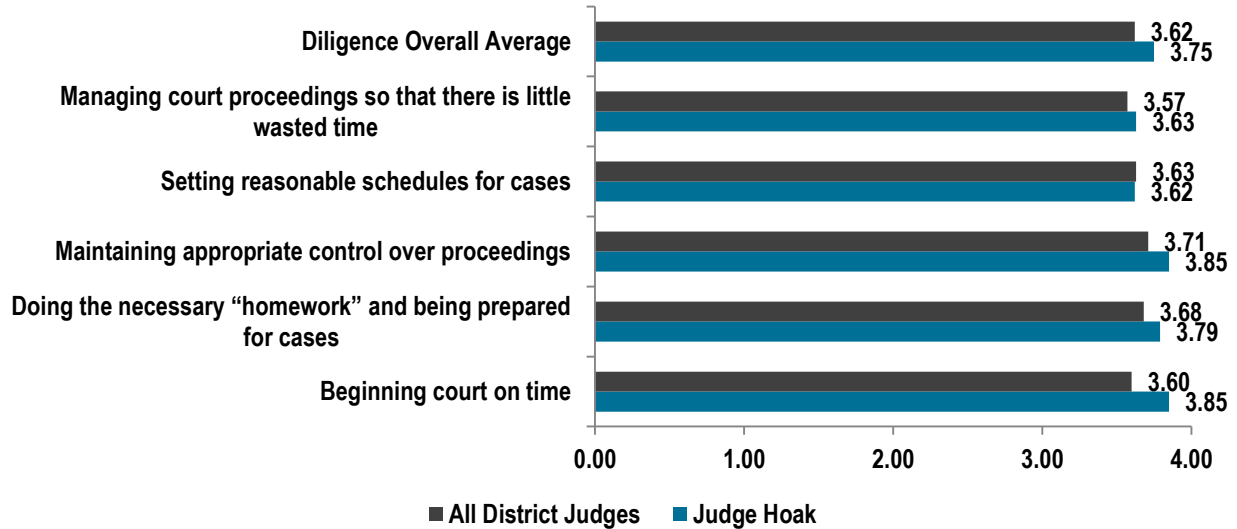 Diligence Overall Average
3.62
3.75
Managing court proceedings so that there is little
wasted time
3.57
3.63
Setting reasonable schedules for cases
3.63
3.62
Maintaining appropriate control over proceedings
3.71
3.85
Doing the necessary “homework” and being prepared
for cases
3.68
3.79
Beginning court on time
3.60
3.85
0.00 1.00 2.00 3.00 4.00
All District Judges Judge Hoak